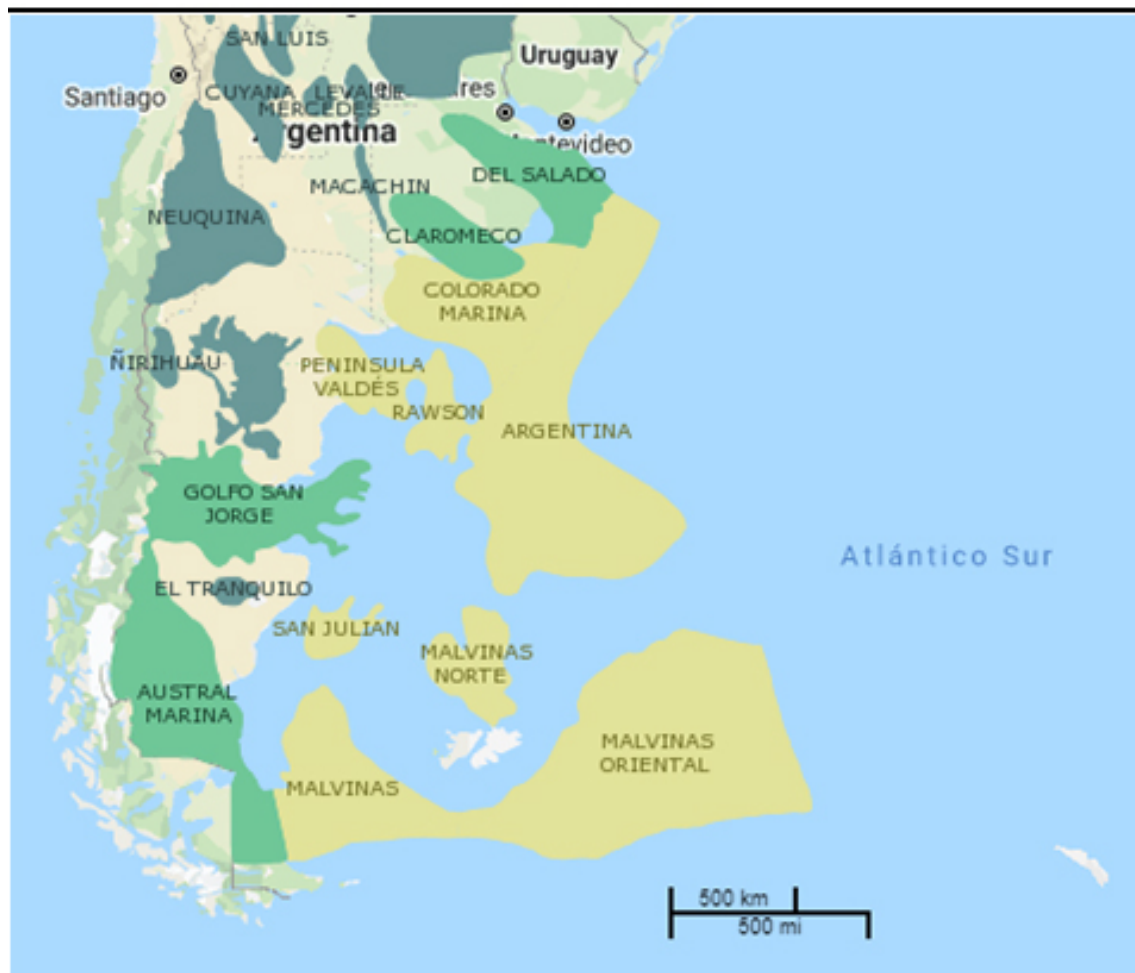 SAN LUIS
Uruguay
Santiago
CUYANA
MERCEDES
Argentina
MACACHIN
DEL SALADO
NEUQUINA
CLAROMECO
COLORADO
MARINA
ÑIRIHUAU
PENINSULA
VALDÉS
RAWSON
ARGENTINA
GOLFO SAN
JORGE
Atlántico Sur
EL TRANQUILO
SAN JULIAN
MALVINAS
NORTE
AUSTRAL
MARINA
MALVINAS
ORIENTAL
MALVINAS
500 km
500 mi